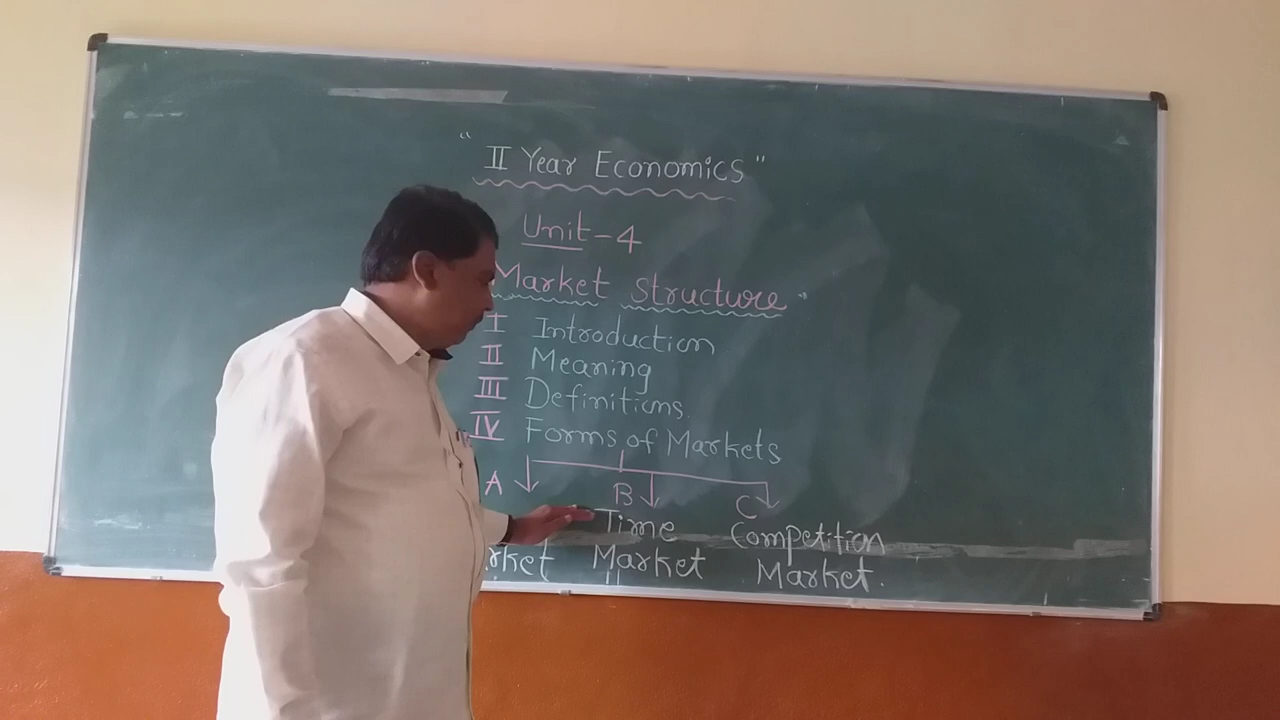 " II Year Economics "
Unit-4
Market Structure"
I Introduction
II Meaning
III Definitions.
IV Forms of Markets
A B C
Time Competition
rket Market Market.